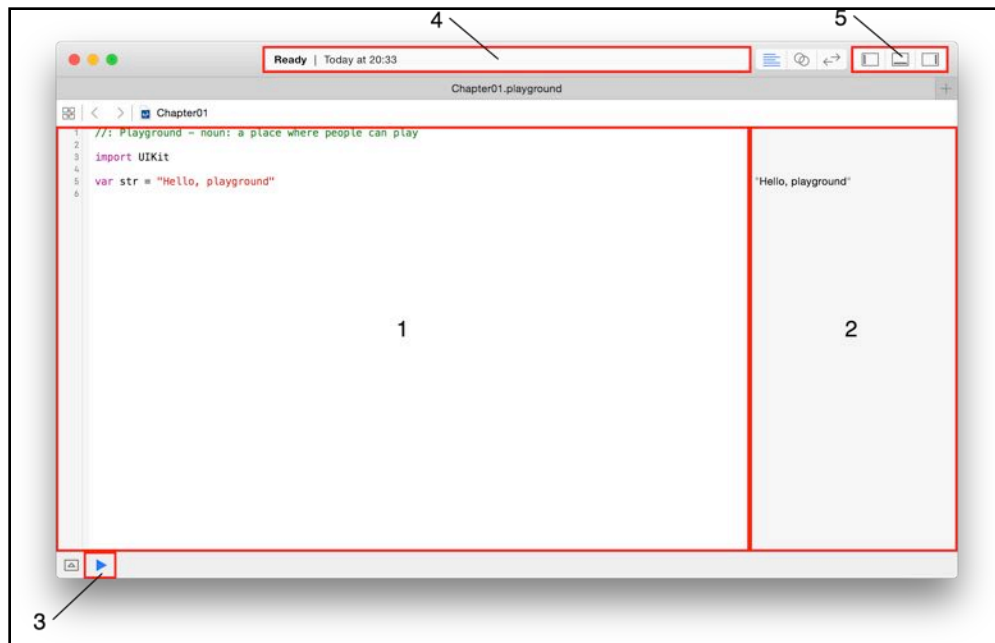 4
5
Ready | Today at 20:33
Chapter01.playground
Chapter01
1 //: Playground – noun: a place where people can play
2
3 import UIKit
4
5 var str = "Hello, playground"
"Hello, playground"
6
1
2
3